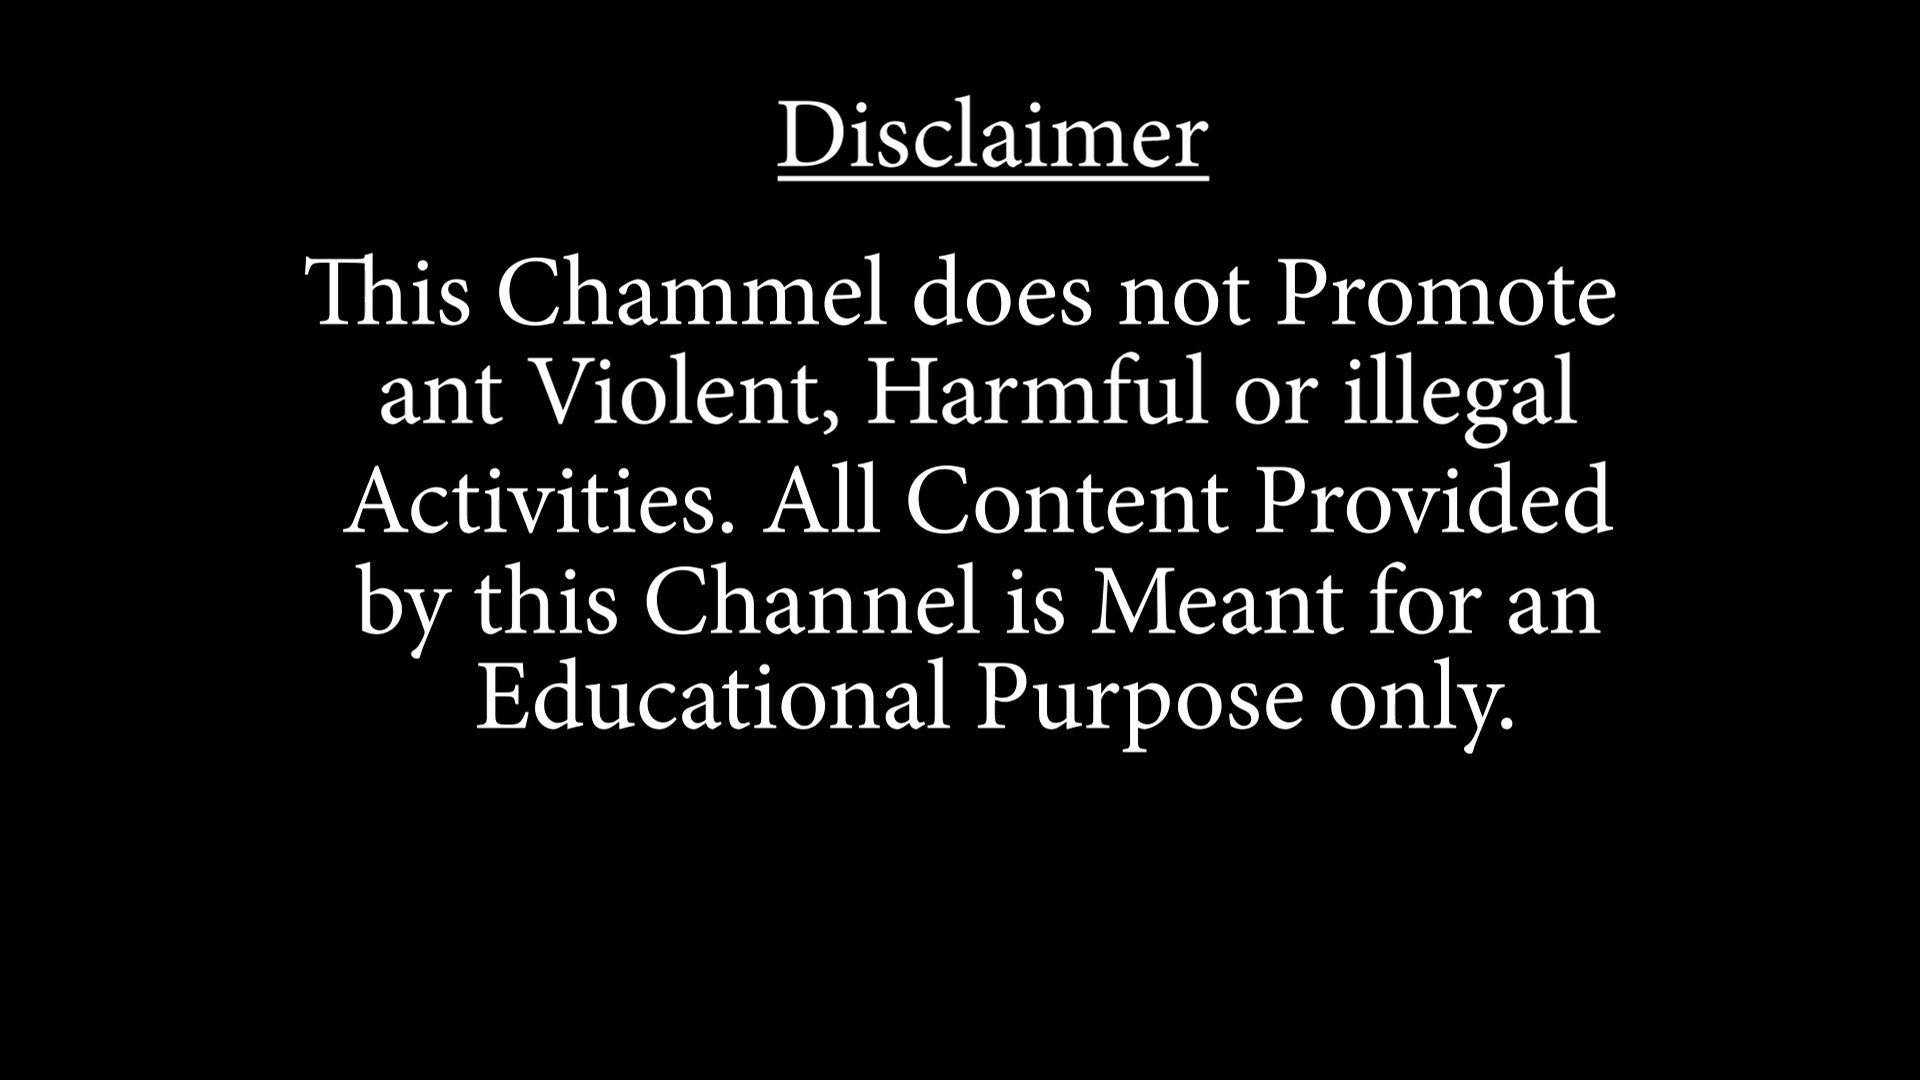 Disclaimer
This Chammel does not Promote
ant Violent, Harmful or illegal
Activities. All Content Provided
by this Channel is Meant for an
Educational Purpose only.